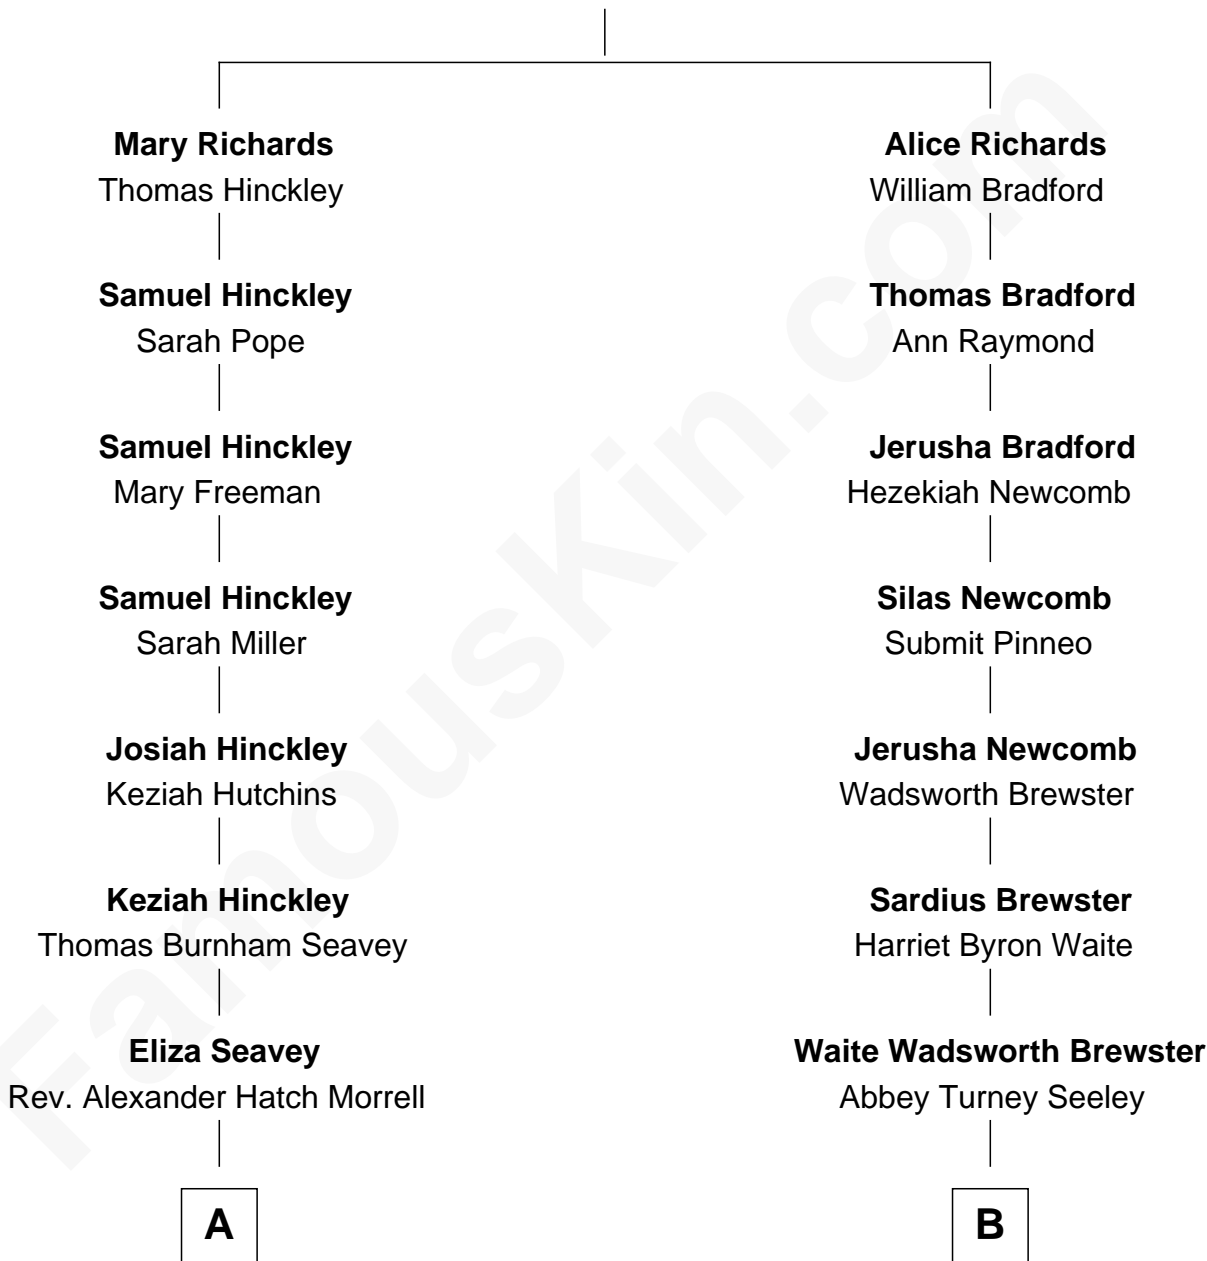 Mary Richards
Thomas Hinckley
Samuel Hinckley
Sarah Pope
Samuel Hinckley
Mary Freeman
Samuel Hinckley
Sarah Miller
Josiah Hinckley
Keziah Hutchins
Keziah Hinckley
Thomas Burnham Seavey
Eliza Seavey
Rev. Alexander Hatch Morrell
A
Alice Richards
William Bradford
Thomas Bradford
Ann Raymond
Jerusha Bradford
Hezekiah Newcomb
Silas Newcomb
Submit Pinneo
Jerusha Newcomb
Wadsworth Brewster
Sardius Brewster
Harriet Byron Waite
Waite Wadsworth Brewster
Abbey Turney Seeley
B
FamousKin.com